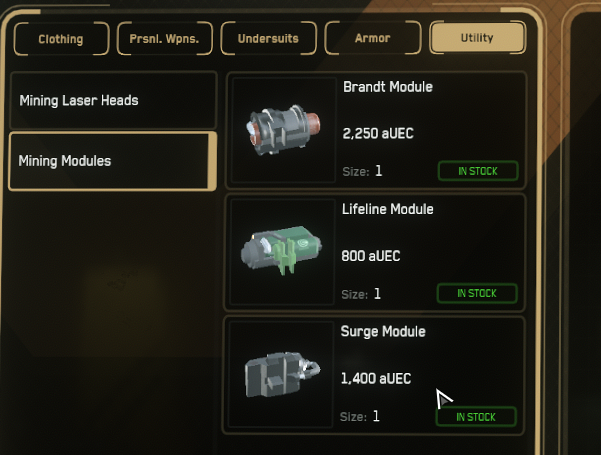 Clothing
Prsnl. Wpns.
Undersuits
Armor
Utility
Mining Laser Heads
Mining Modules
Brandt Module
2,250 aUEC
Size: 1
IN STOCK
Lifeline Module
800 aUEC
Size: 1
IN STOCK
Surge Module
1,400 aUEC
Size: 1
IN STOCK